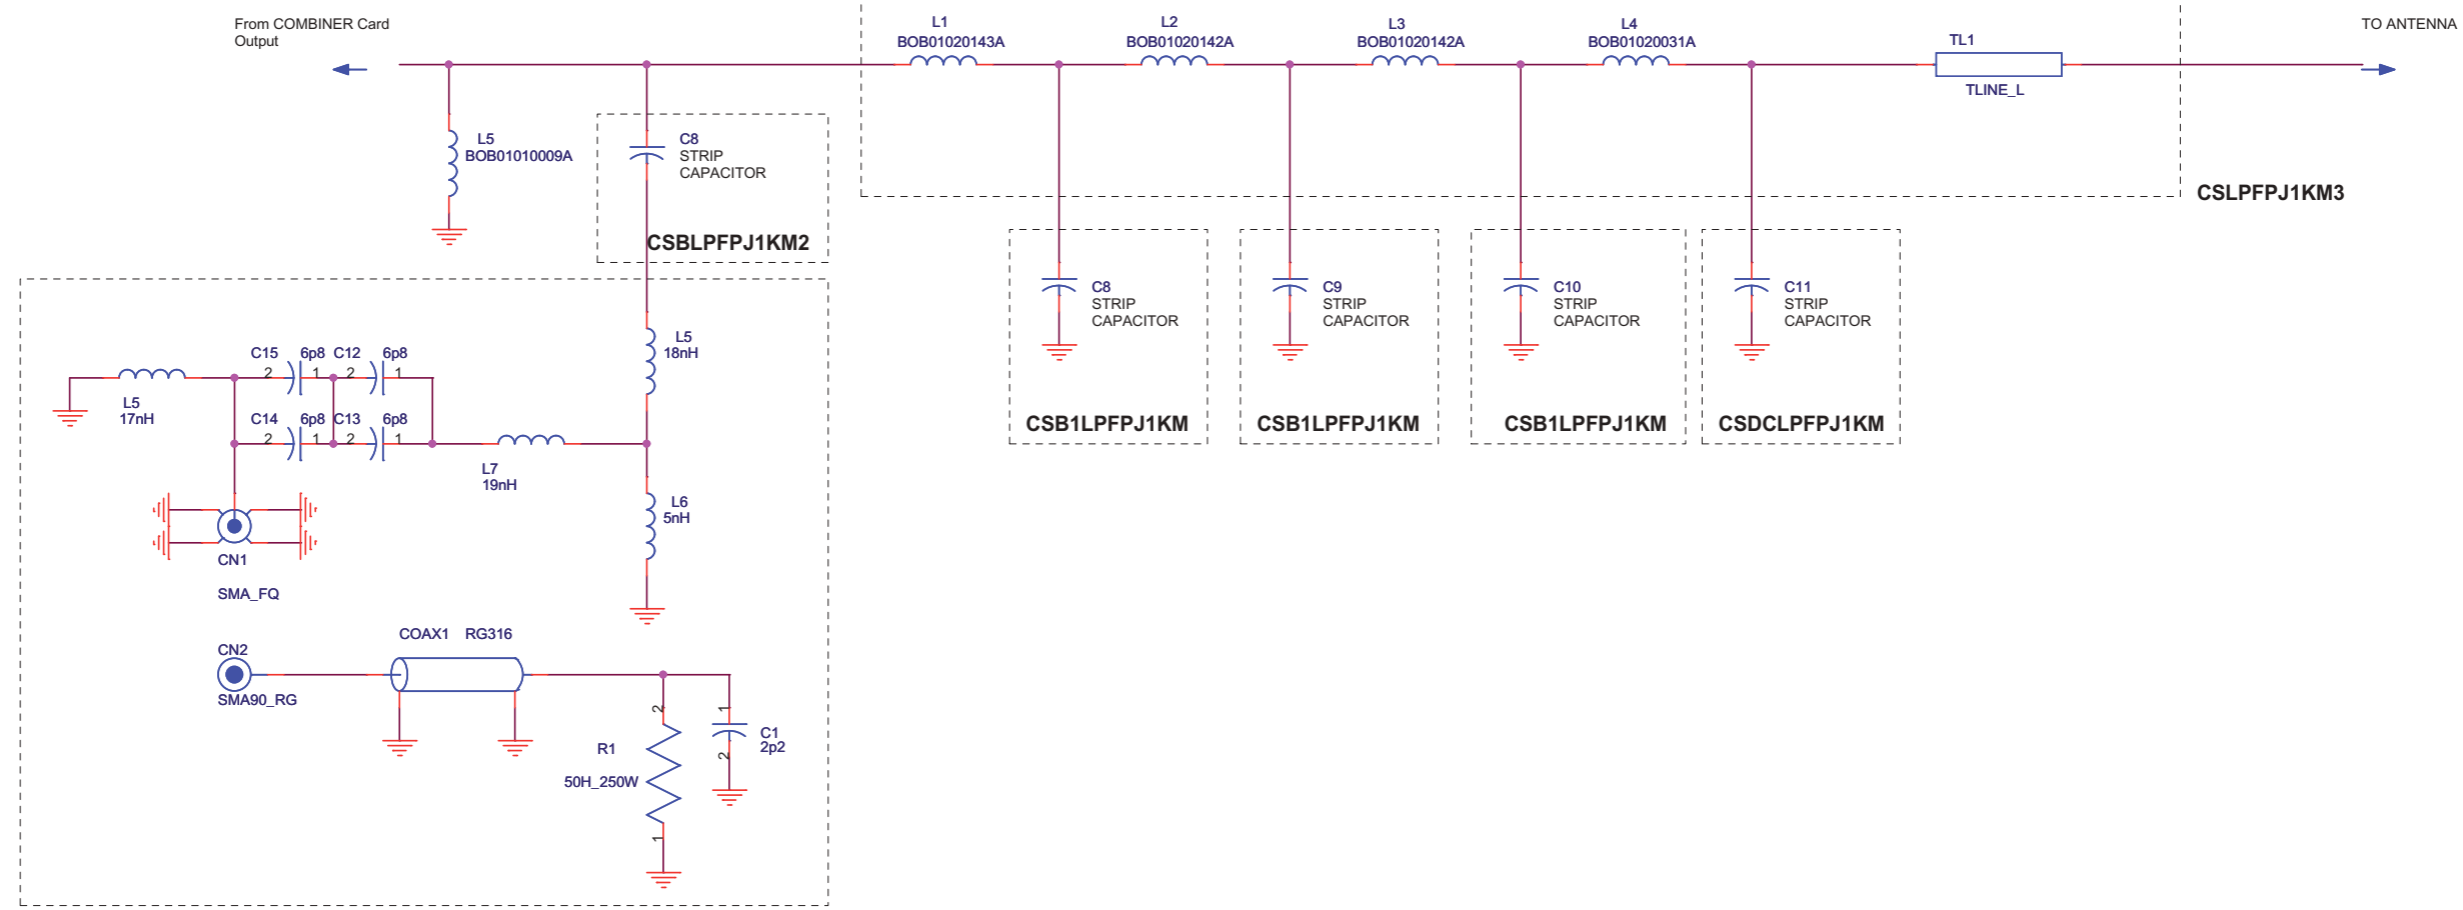 From COMBINER Card
Output
L1
BOB01020143A
L2
BOB01020142A
L3
BOB01020142A
L4
BOB01020031A
TL1
TLINE_L
TO ANTENNA
L5
BOB01010009A
C8
STRIP
CAPACITOR
CSBLPFPJ1KM2
CSLPFPJ1KM3
C8
STRIP
CAPACITOR
CSB1LPFPJ1KM
C9
STRIP
CAPACITOR
CSB1LPFPJ1KM
C10
STRIP
CAPACITOR
CSB1LPFPJ1KM
C11
STRIP
CAPACITOR
CSDCLPFPJ1KM
L5
18nH
C15 6p8 C12 6p8
2 1 2 1
L5
17nH
C14 6p8 C13 6p8
2 1 2 1
L7
19nH
L6
5nH
CN1
SMA_FQ
COAX1 RG316
CN2
SMA90_RG
2
R1
50H_250W
1
1
C1
2p2
2